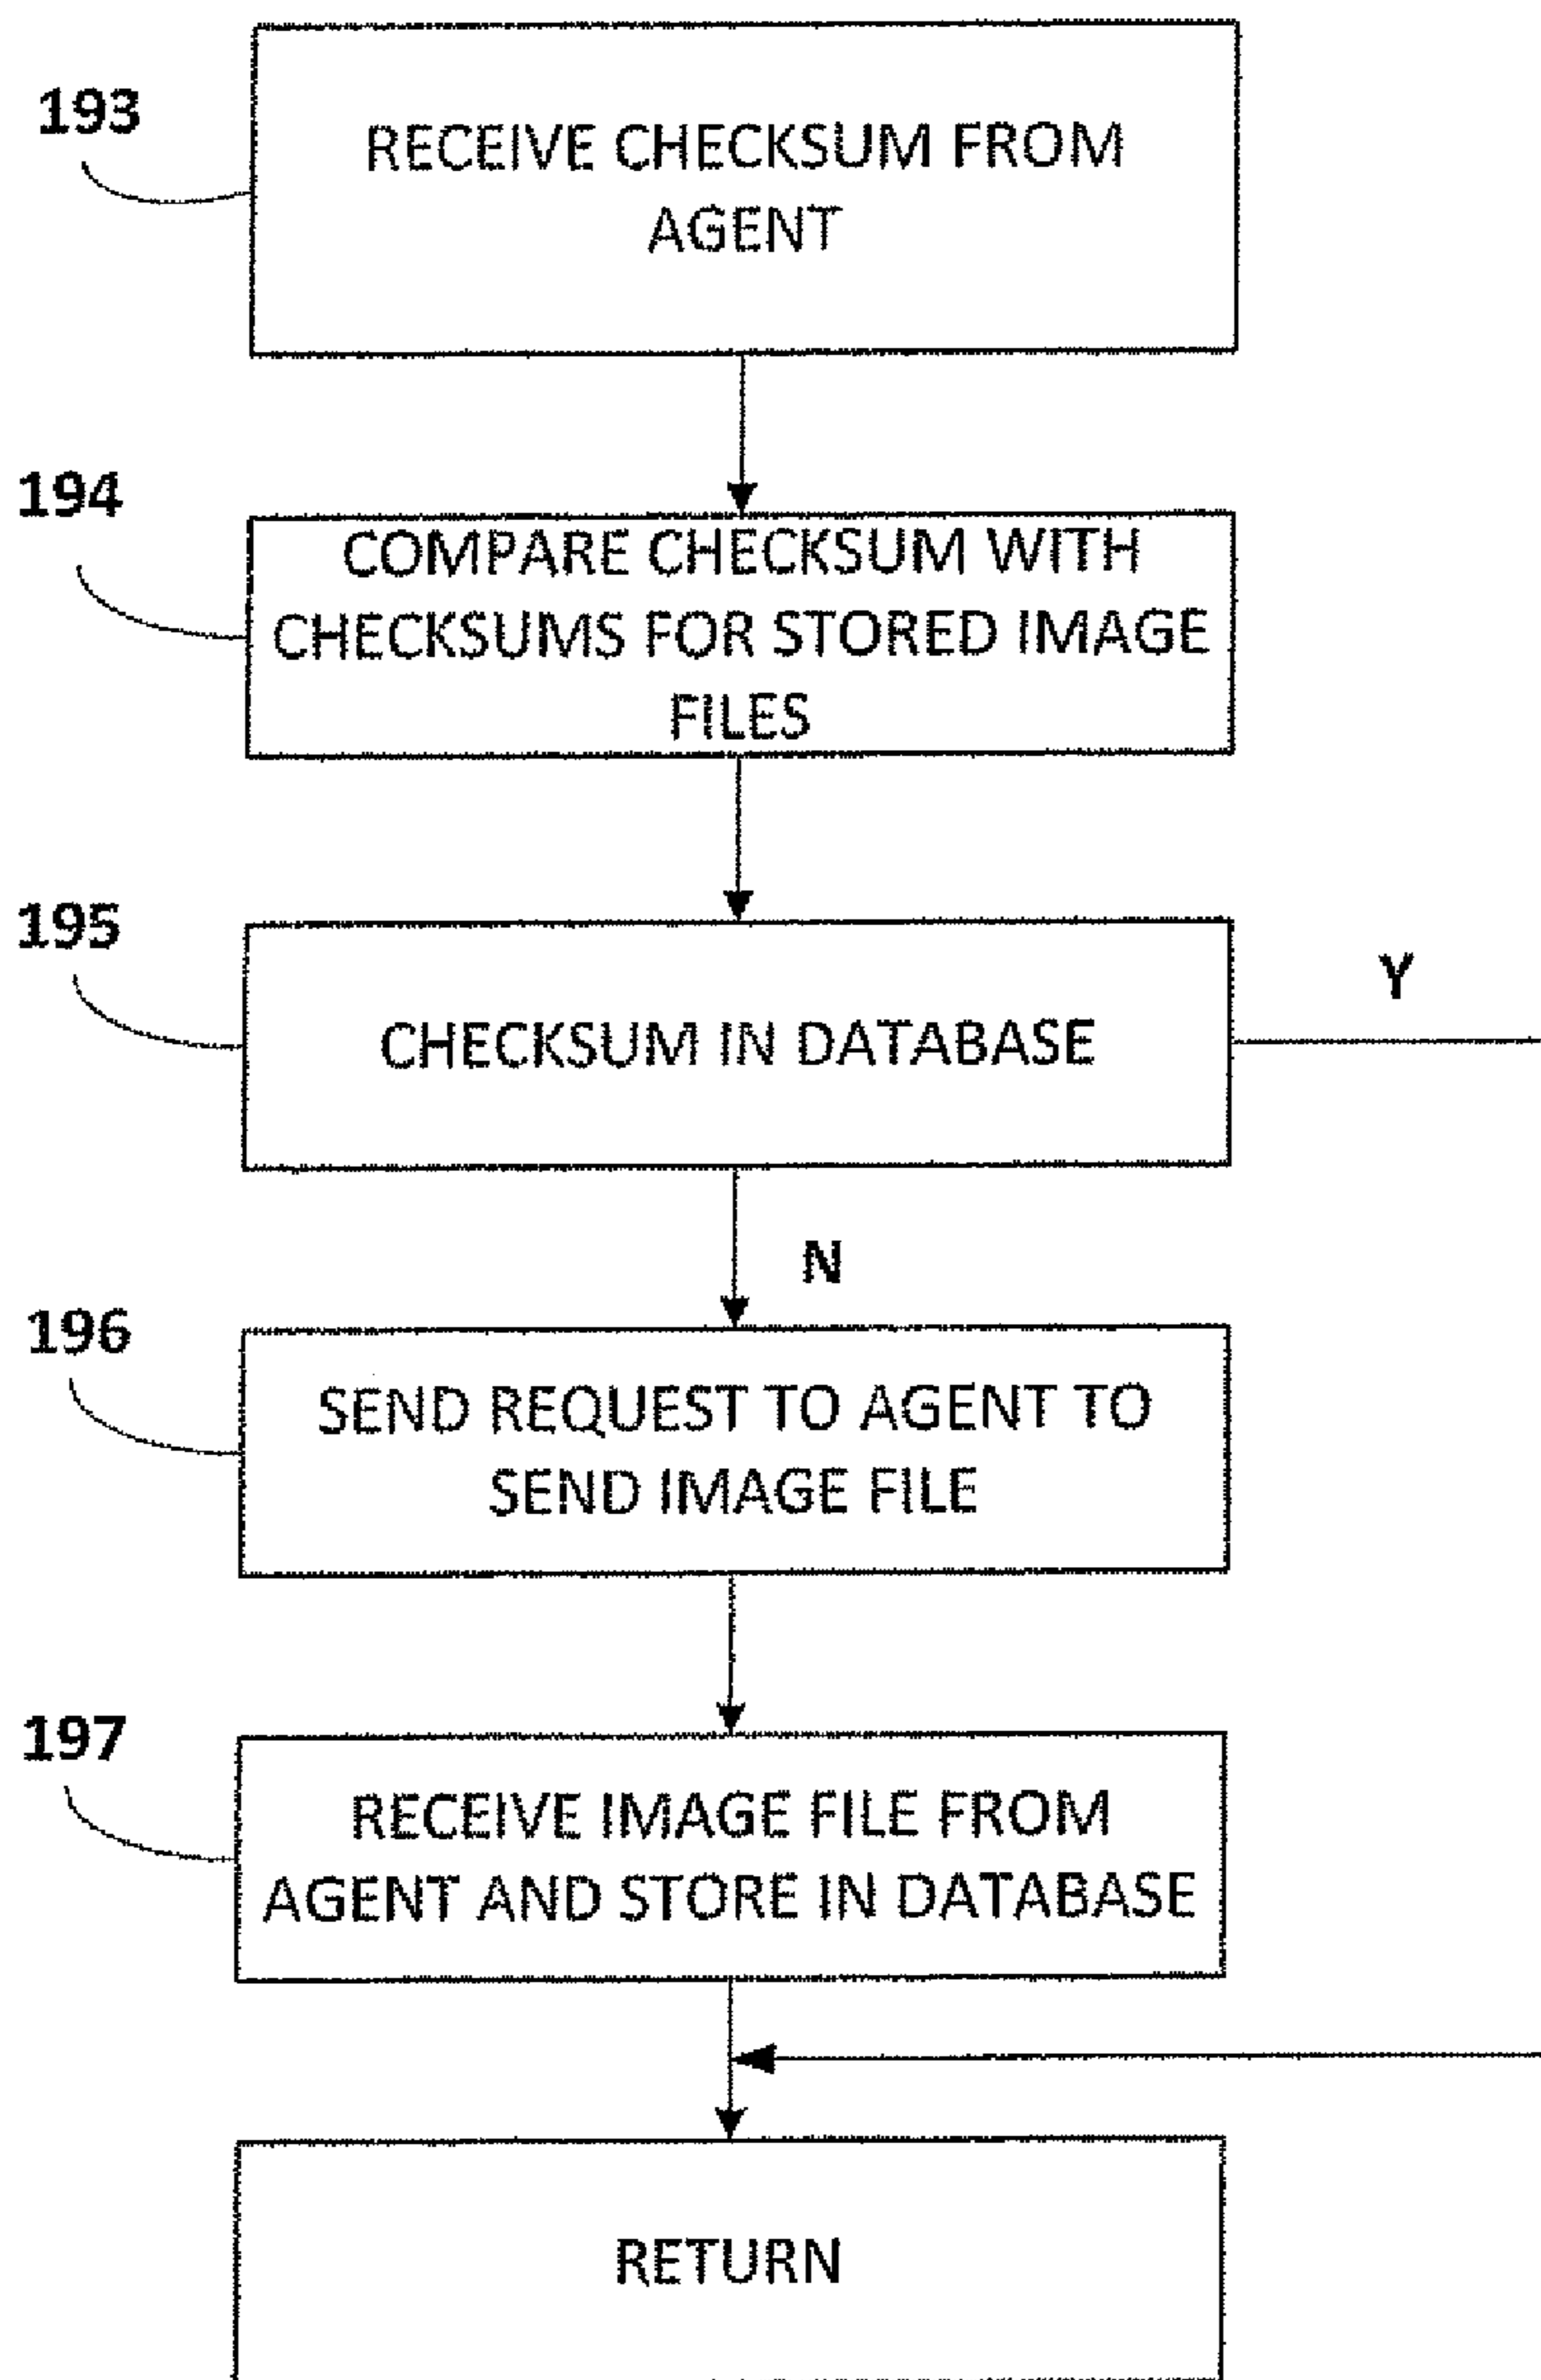 193
RECEIVE CHECKSUM FROM
AGENT
194
COMPARE CHECKSUM WITH
CHECKSUMS FOR STORED IMAGE
FILES
195
CHECKSUM IN DATABASE
Y
N
196
SEND REQUEST TO AGENT TO
SEND IMAGE FILE
197
RECEIVE IMAGE FILE FROM
AGENT AND STORE IN DATABASE
RETURN